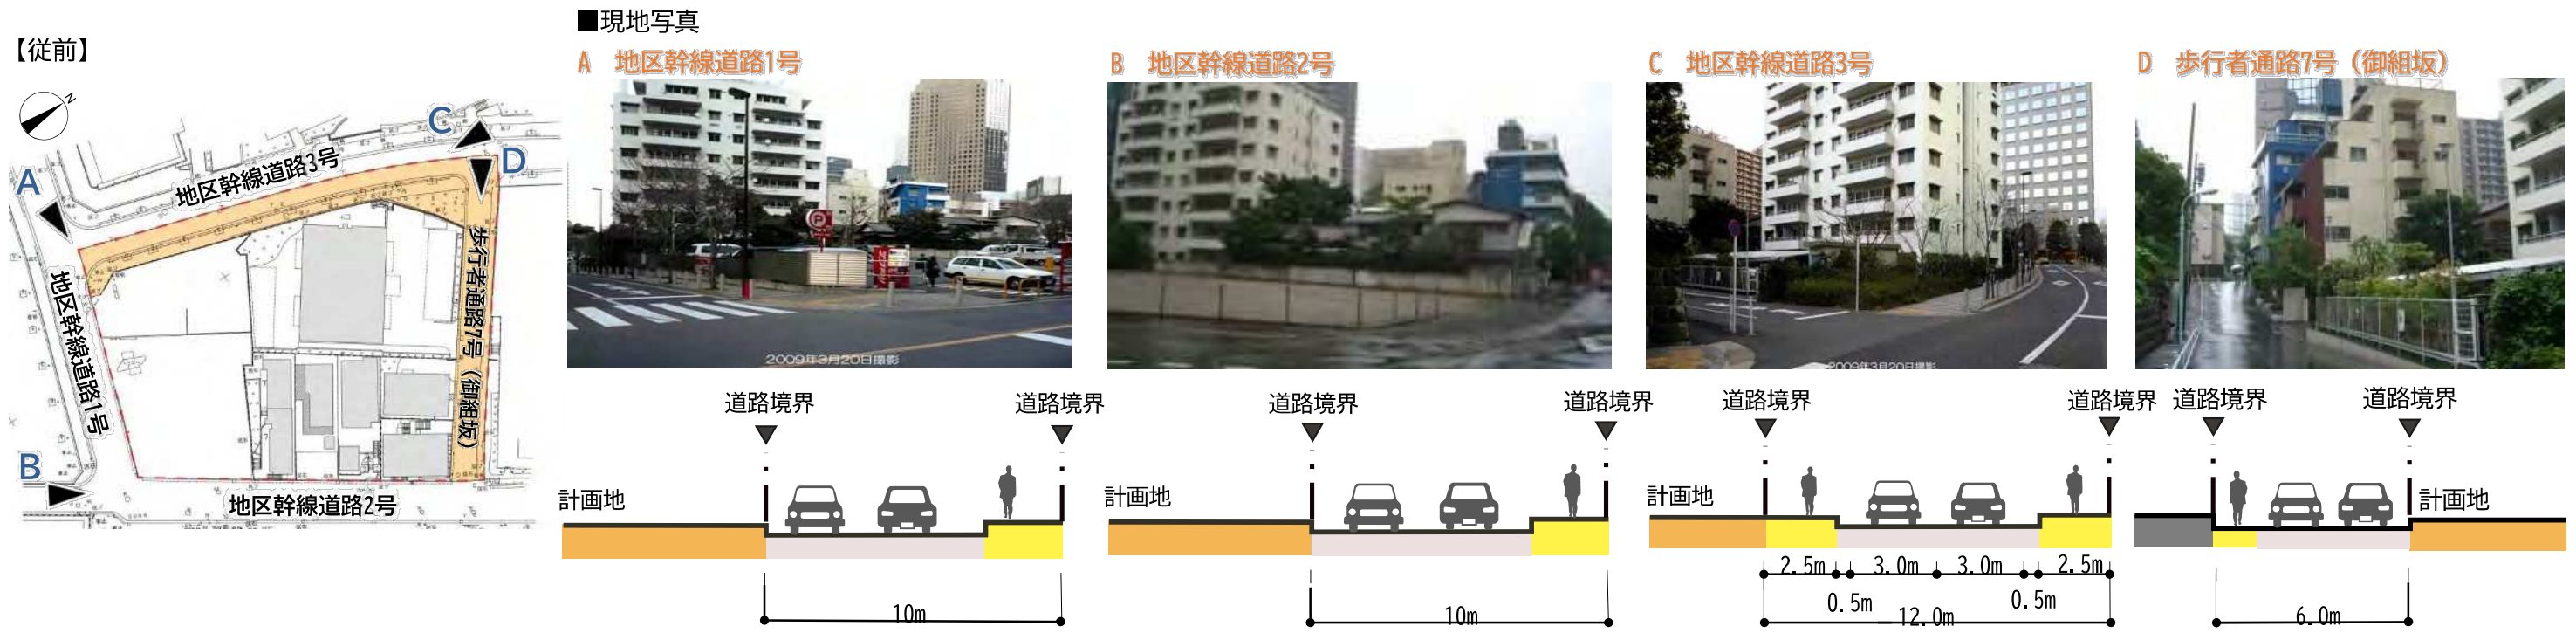 【従前】
■現地写真
A 地区幹線道路1号
B 地区幹線道路2号
C 地区幹線道路3号
D 歩行者通路7号（御組坂）
N
A
B
C
D
地区幹線道路3号
地区幹線道路1号
歩行者通路7号（御組坂）
地区幹線道路2号
P
2009年3月20日撮影
2009年3月20日撮影
道路境界
道路境界
計画地
10m
道路境界
道路境界
計画地
10m
道路境界
道路境界
計画地
2.5m
3.0m
3.0m
2.5m
0.5m
0.5m
12.0m
道路境界
道路境界
計画地
6.0m